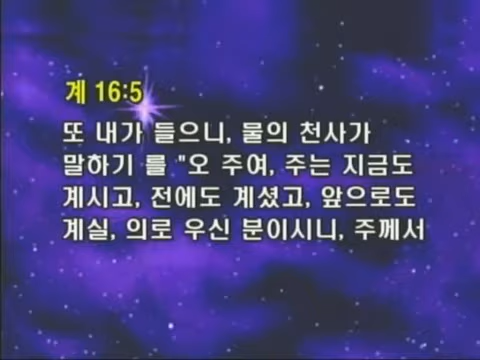 계 16:5
또 내가 들으니, 물의 천사가
말하기 를 "오 주여, 주는 지금도
계시고, 전에도 계셨고, 앞으로도
계실, 의로 우신 분이시니, 주께서